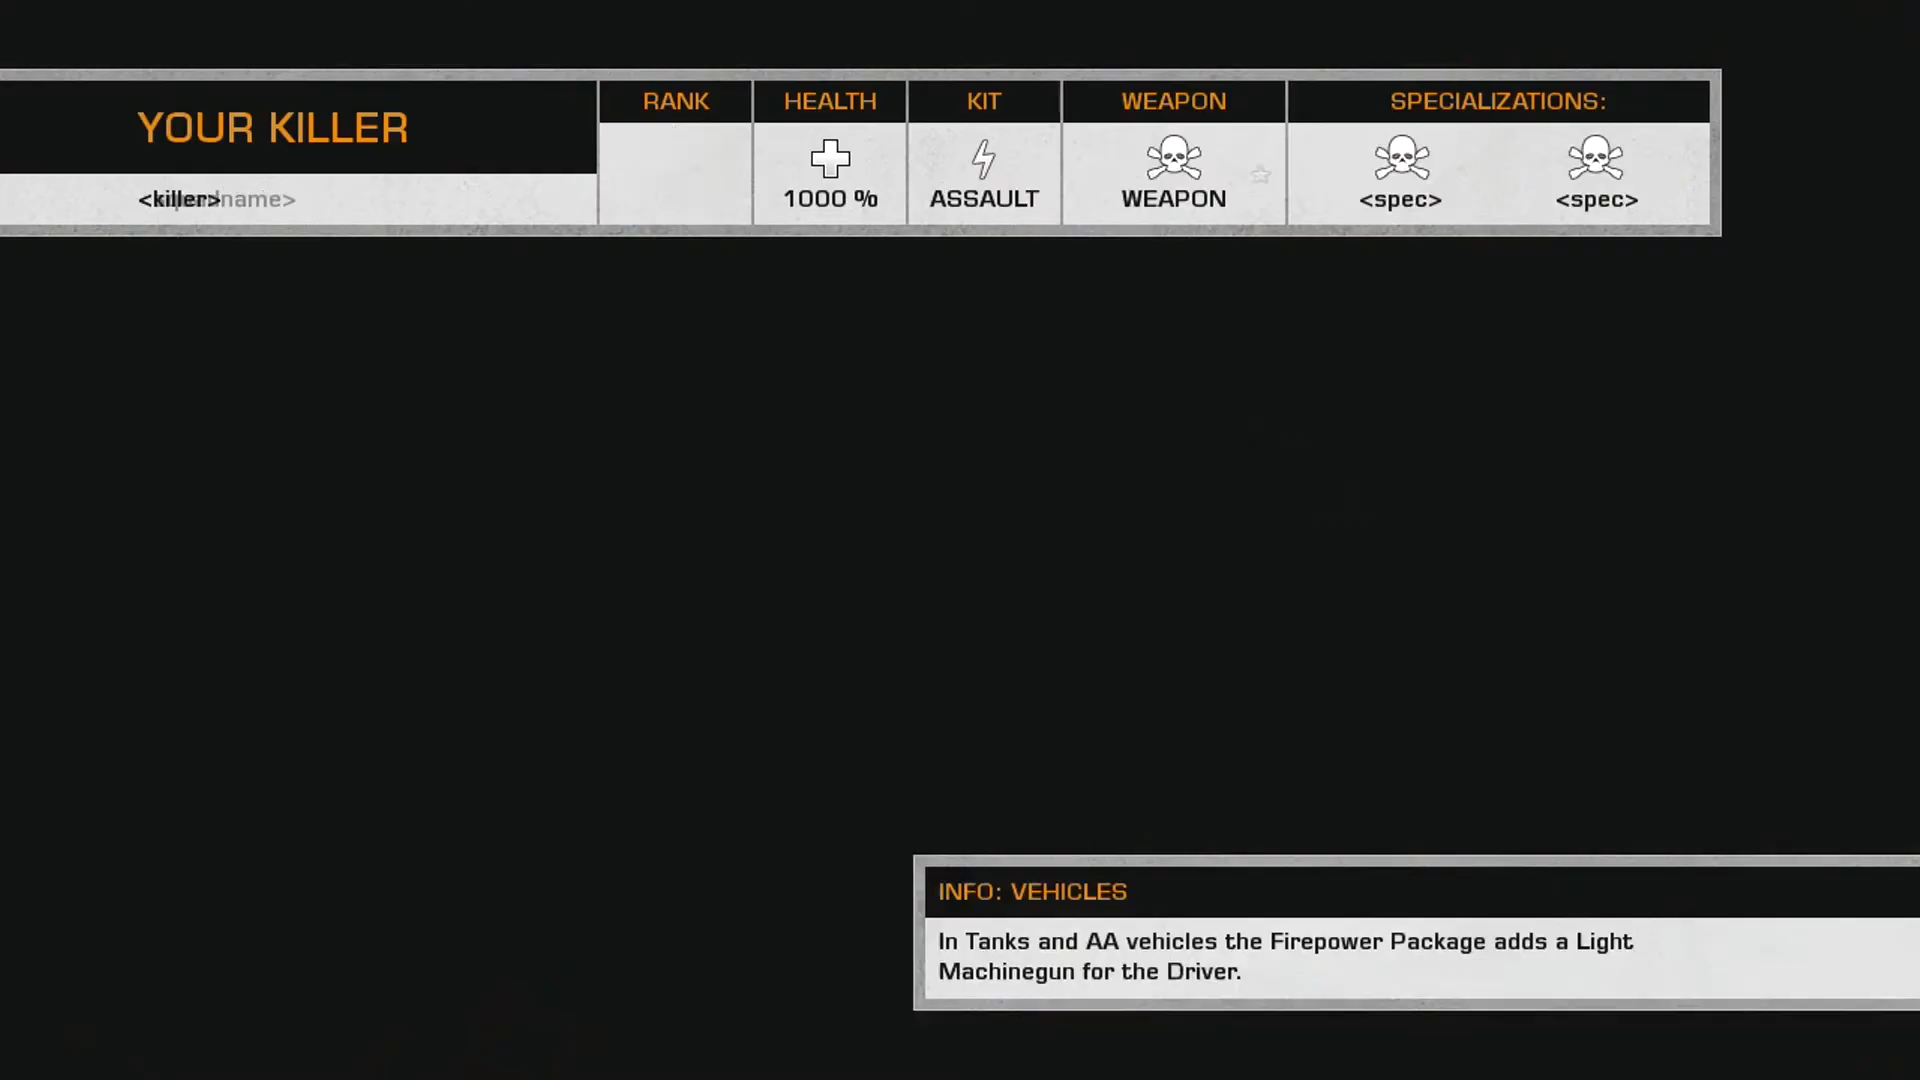 YOUR KILLER
RANK
HEALTH
KIT
WEAPON
SPECIALIZATIONS:
<killer>
name>
1000 %
ASSAULT
WEAPON
<spec>
<spec>
INFO: VEHICLES
In Tanks and AA vehicles the Firepower Package adds a Light
Machinegun for the Driver.